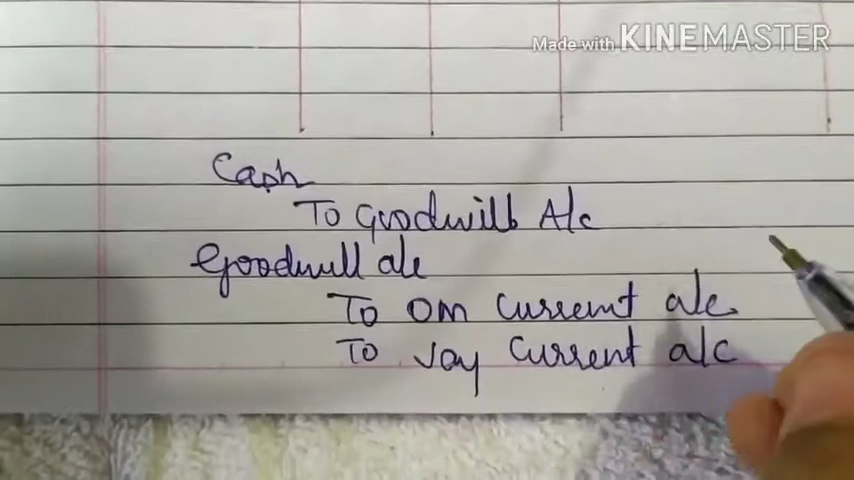 Made with KINEMASTER
Cash
To Goodwill A/c
Goodwill a/c
To Om Current a/c
To Jay Current a/c